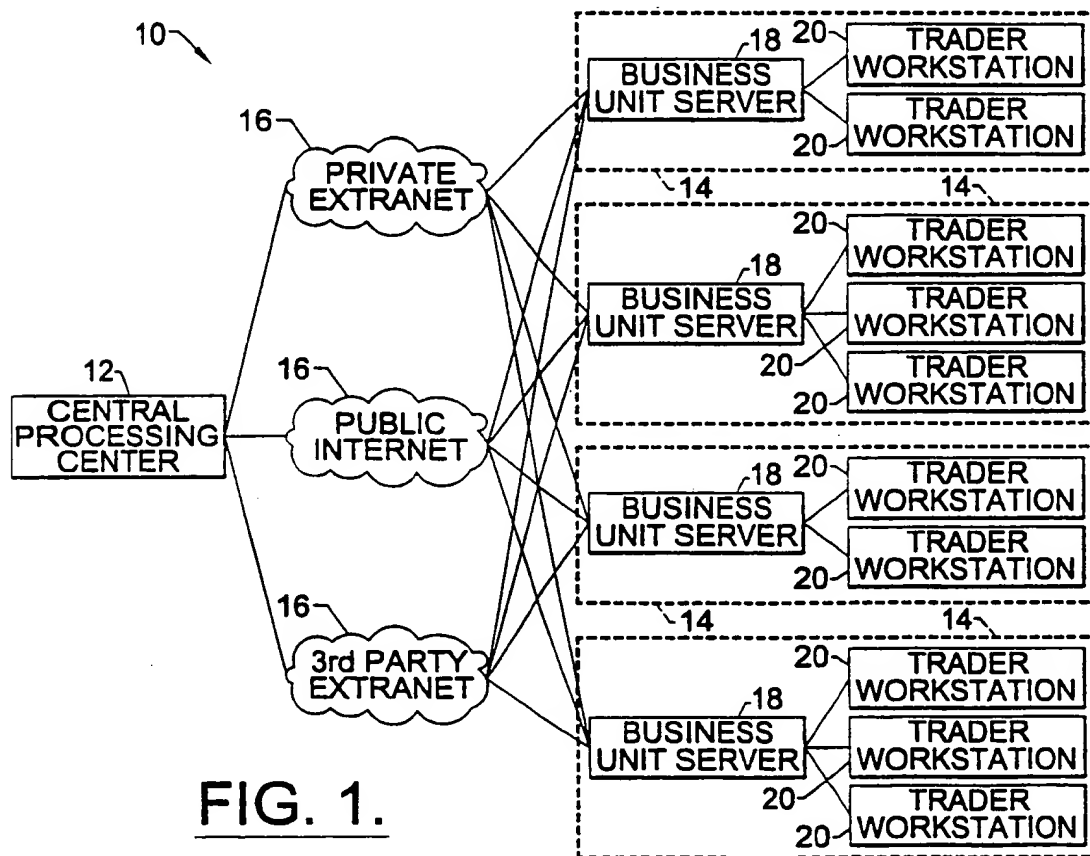 10
16
PRIVATE
EXTRANET
12
CENTRAL
PROCESSING
CENTER
16
PUBLIC
INTERNET
16
3rd PARTY
EXTRANET
18
BUSINESS
UNIT SERVER
20
TRADER
WORKSTATION
TRADER
WORKSTATION
20
14
14
18
BUSINESS
UNIT SERVER
20
TRADER
WORKSTATION
TRADER
WORKSTATION
20
TRADER
WORKSTATION
20
18
BUSINESS
UNIT SERVER
20
TRADER
WORKSTATION
TRADER
WORKSTATION
20
14
14
18
BUSINESS
UNIT SERVER
20
TRADER
WORKSTATION
TRADER
WORKSTATION
20
TRADER
WORKSTATION
20
FIG. 1.